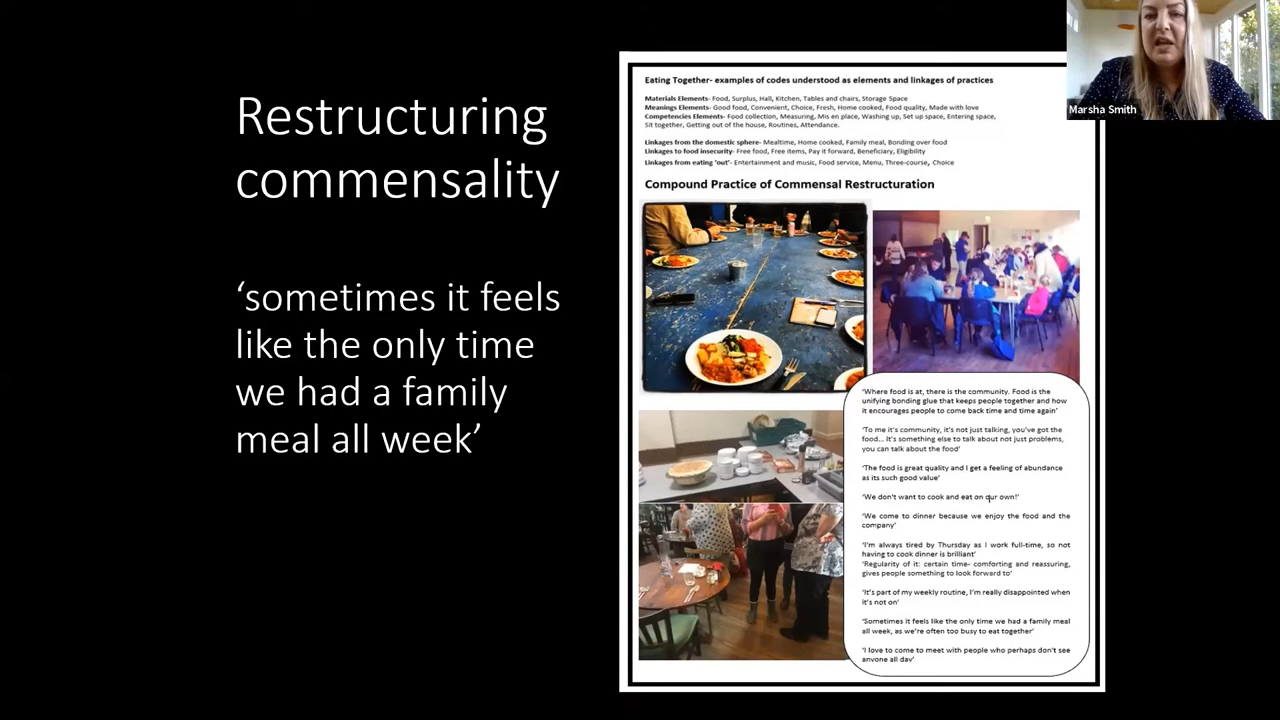 Restructuring
commensality
‘sometimes it feels
like the only time
we had a family
meal all week’
Eating Together- examples of codes understood as elements and linkages of practices
Materials Elements- Food, Surplus, Hall, Kitchen, Tables and chairs, Storage Space
Meanings Elements- Good food, Convenient, Choice, Fresh, Home cooked, Food quality, Made with love
Competencies Elements- Food collection, Measuring, Mis en place, Washing up, Set up space, Entering space,
Sit together, Getting out of the house, Routines, Attendance.
Linkages from the domestic sphere- Mealtime, Home cooked, Family meal, Bonding over food
Linkages to food insecurity- Free food, Free items, Pay it forward, Beneficiary, Eligibility
Linkages from eating ‘out’- Entertainment and music, Food service, Menu, Three-course, Choice
Compound Practice of Commensal Restructuration
‘Where food is at, there is the community. Food is the
unifying bonding glue that keeps people together and how
it encourages people to come back time and time again’
‘To me it's community, it's not just talking, you've got the
food... It's something else to talk about not just problems,
you can talk about the food’
‘The food is great quality and I get a feeling of abundance
as its such good value’
‘We don't want to cook and eat on our own!’
‘We come to dinner because we enjoy the food and the
company’
‘I'm always tired by Thursday as I work full-time, so not
having to cook dinner is brilliant’
‘Regularity of it: certain time- comforting and reassuring,
gives people something to look forward to’
‘It's part of my weekly routine, I'm really disappointed when
it's not on’
‘Sometimes it feels like the only time we had a family meal
all week, as we're often too busy to eat together’
‘I love to come to meet with people who perhaps don't see
anyone all day’
Marsha Smith